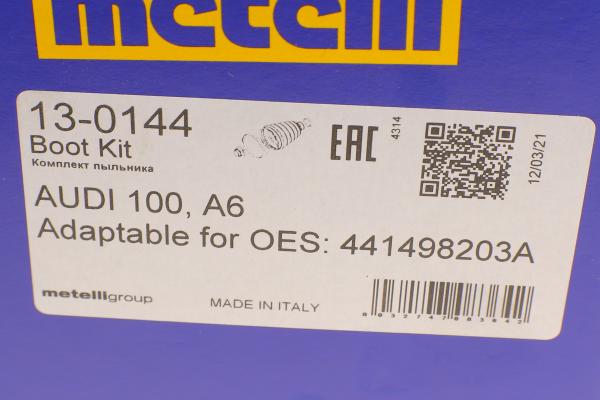 metelli
13-0144
Boot Kit
Комплект пыльника
EAC
4314
12/03/21
AUDI 100, A6
Adaptable for OES: 441498203A
metelligroup
MADE IN ITALY
8032747883642